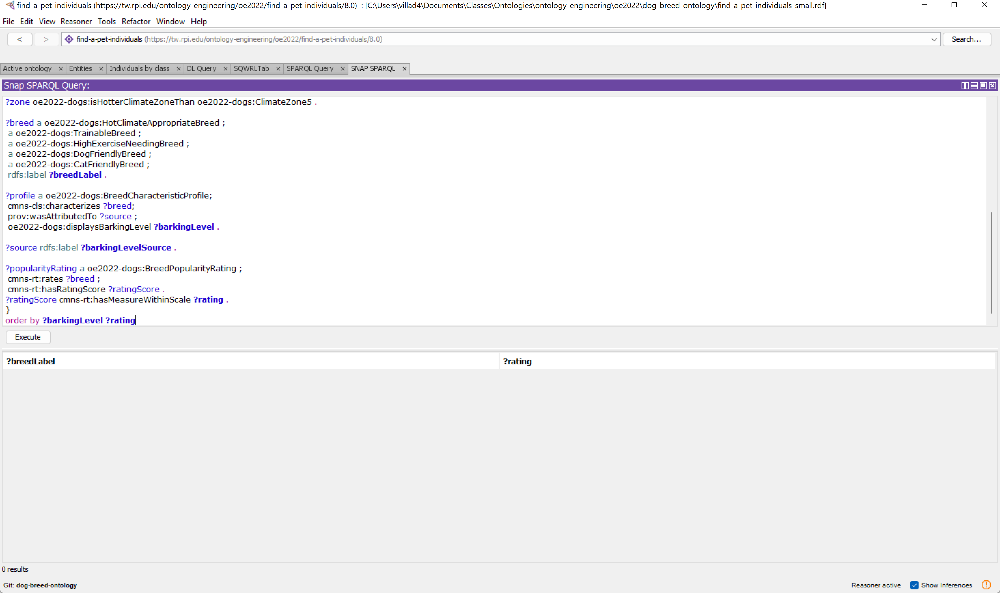 find-a-pet-individuals (https://tw.rpi.edu/ontology-engineering/oe2022/find-a-pet-individuals/8.0) : [C:\Users\villad4\Documents\Classes\Ontologies\ontology-engineering\oe2022\dog-breed-ontology\find-a-pet-individuals-small.rdf]
File Edit View Reasoner Tools Refactor Window Help
< > find-a-pet-individuals (https://tw.rpi.edu/ontology-engineering/oe2022/find-a-pet-individuals/8.0) Search...
Active ontology × Entities × Individuals by class × DL Query × SQWRLTab × SPARQL Query × SNAP SPARQL ×
Snap SPARQL Query:
?zone oe2022-dogs:isHotterClimateZoneThan oe2022-dogs:ClimateZone5 .
?breed a oe2022-dogs:HotClimateAppropriateBreed ;
a oe2022-dogs:TrainableBreed ;
a oe2022-dogs:HighExerciseNeedingBreed ;
a oe2022-dogs:DogFriendlyBreed ;
a oe2022-dogs:CatFriendlyBreed ;
rdfs:label ?breedLabel .
?profile a oe2022-dogs:BreedCharacteristicProfile;
cmns-cls:characterizes ?breed;
prov:wasAttributedTo ?source ;
oe2022-dogs:displaysBarkingLevel ?barkingLevel .
?source rdfs:label ?barkingLevelSource .
?popularityRating a oe2022-dogs:BreedPopularityRating ;
cmns-rt:rates ?breed ;
cmns-rt:hasRatingScore ?ratingScore .
?ratingScore cmns-rt:hasMeasureWithinScale ?rating .
}
order by ?barkingLevel ?rating
Execute
?breedLabel ?rating
0 results
Git: dog-breed-ontology Reasoner active Show Inferences